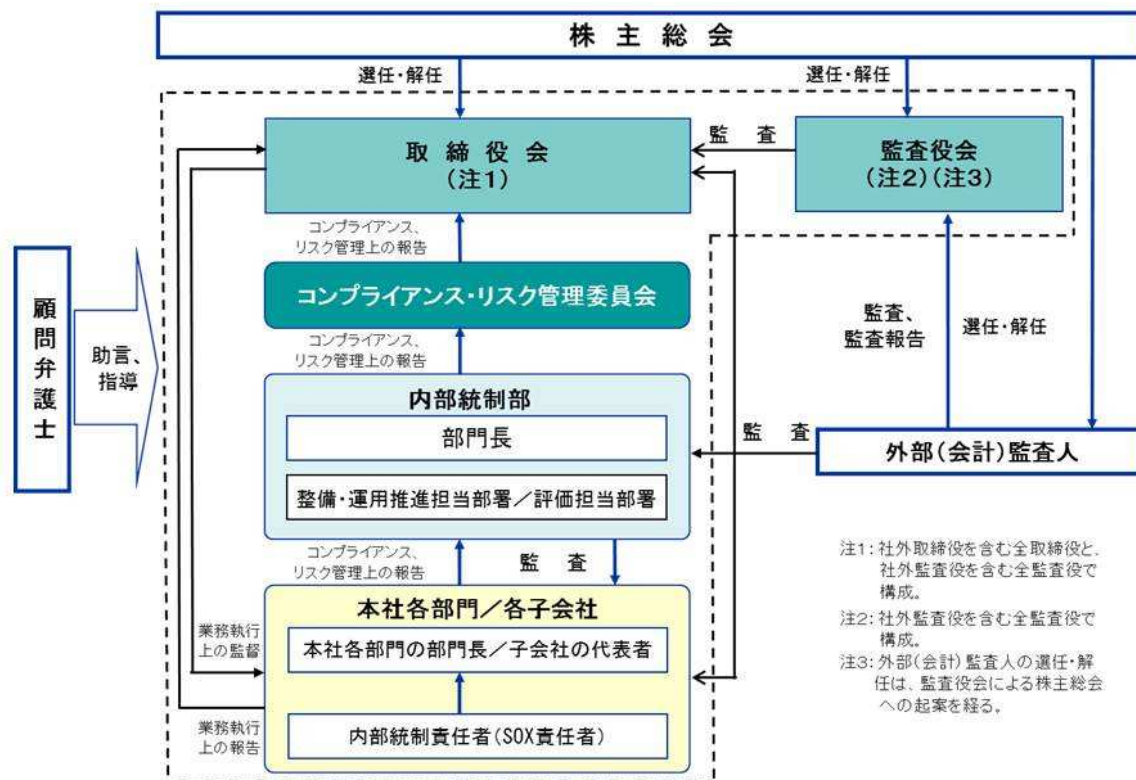 株主総会
選任・解任
選任・解任
取締役会
(注1)
監 査
監査役会
(注2)(注3)
コンプライアンス、
リスク管理上の報告
コンプライアンス・リスク管理委員会
顧問弁護士
助言、
指導
監査、
監査報告
選任・解任
コンプライアンス、
リスク管理上の報告
内部統制部
部門長
整備・運用推進担当部署／評価担当部署
監 査
外部(会計)監査人
コンプライアンス、
リスク管理上の報告
監 査
本社各部門／各子会社
本社各部門の部門長／子会社の代表者
内部統制責任者(SOX責任者)
業務執行
上の監督
業務執行
上の報告
注1：社外取締役を含む全取締役と、
社外監査役を含む全監査役で
構成。
注2：社外監査役を含む全監査役で
構成。
注3：外部(会計)監査人の選任・解
任は、監査役会による株主総会
への起案を経る。